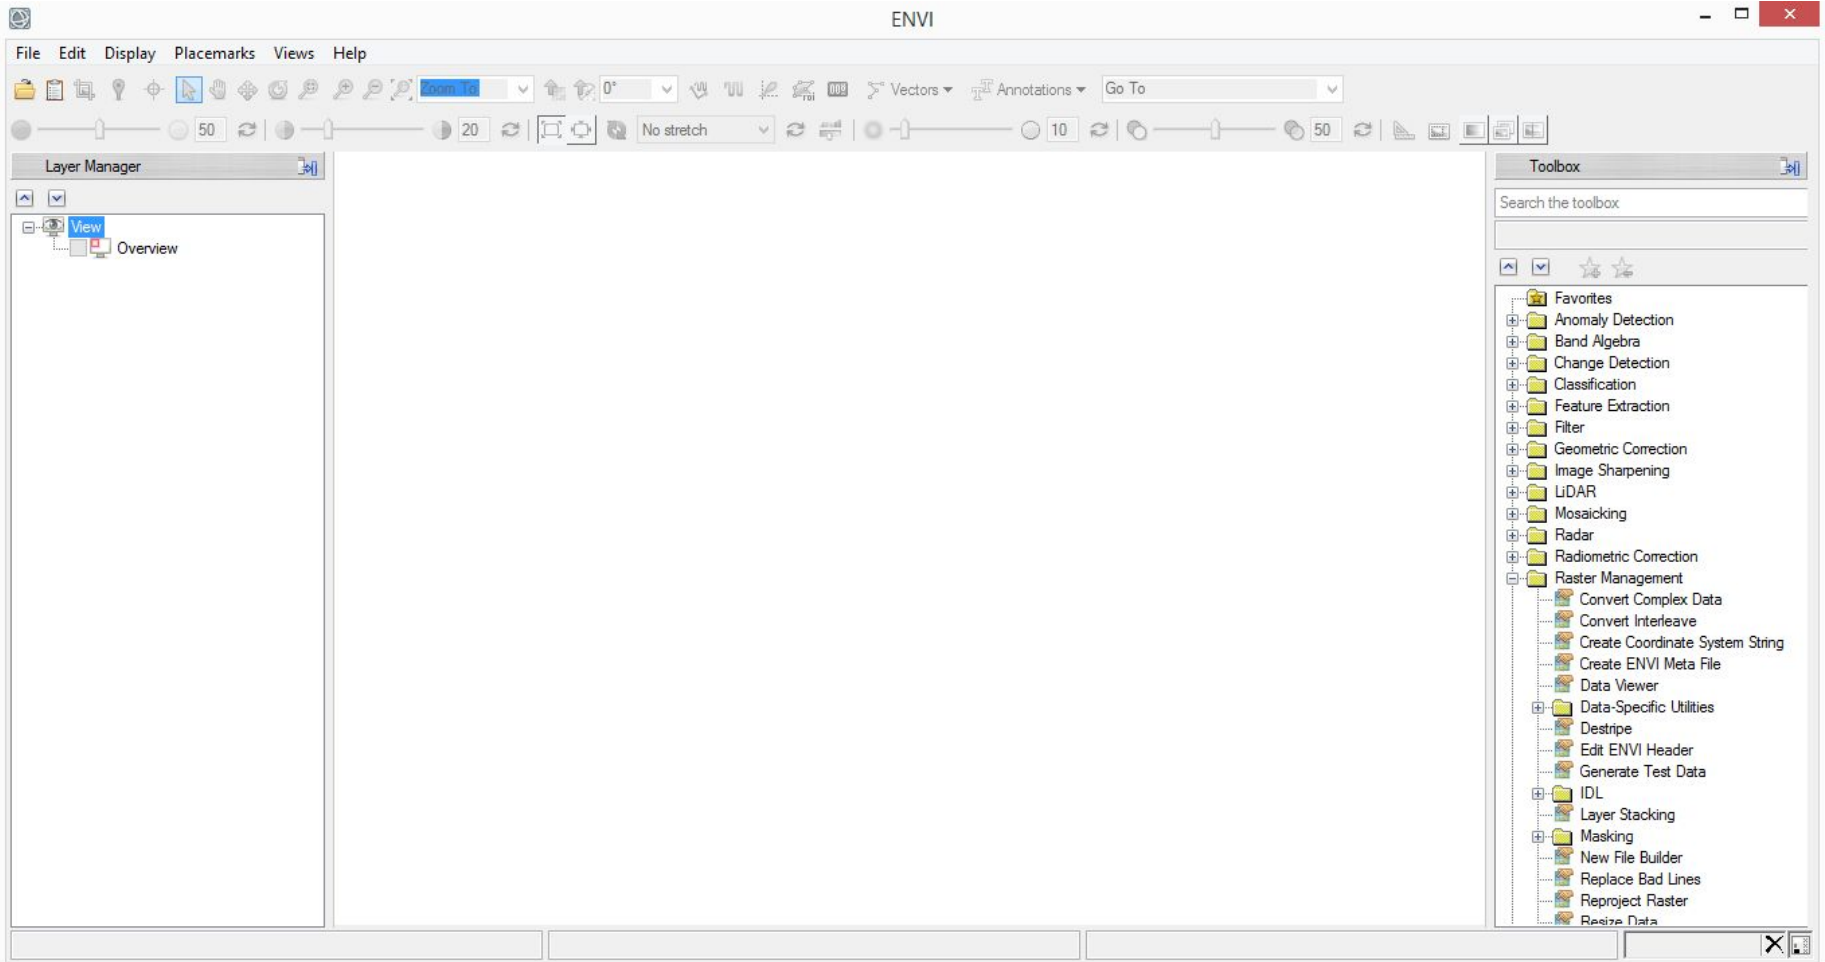 ENVI
File Edit Display Placemarks Views Help
Zoom To 0° Vectors Annotations Go To
50 20 No stretch 10 50
Layer Manager
View
Overview
Toolbox
Search the toolbox
Favorites
Anomaly Detection
Band Algebra
Change Detection
Classification
Feature Extraction
Filter
Geometric Correction
Image Sharpening
LiDAR
Mosaicking
Radar
Radiometric Correction
Raster Management
Convert Complex Data
Convert Interleave
Create Coordinate System String
Create ENVI Meta File
Data Viewer
Data-Specific Utilities
Destripe
Edit ENVI Header
Generate Test Data
IDL
Layer Stacking
Masking
New File Builder
Replace Bad Lines
Reproject Raster
Resize Data